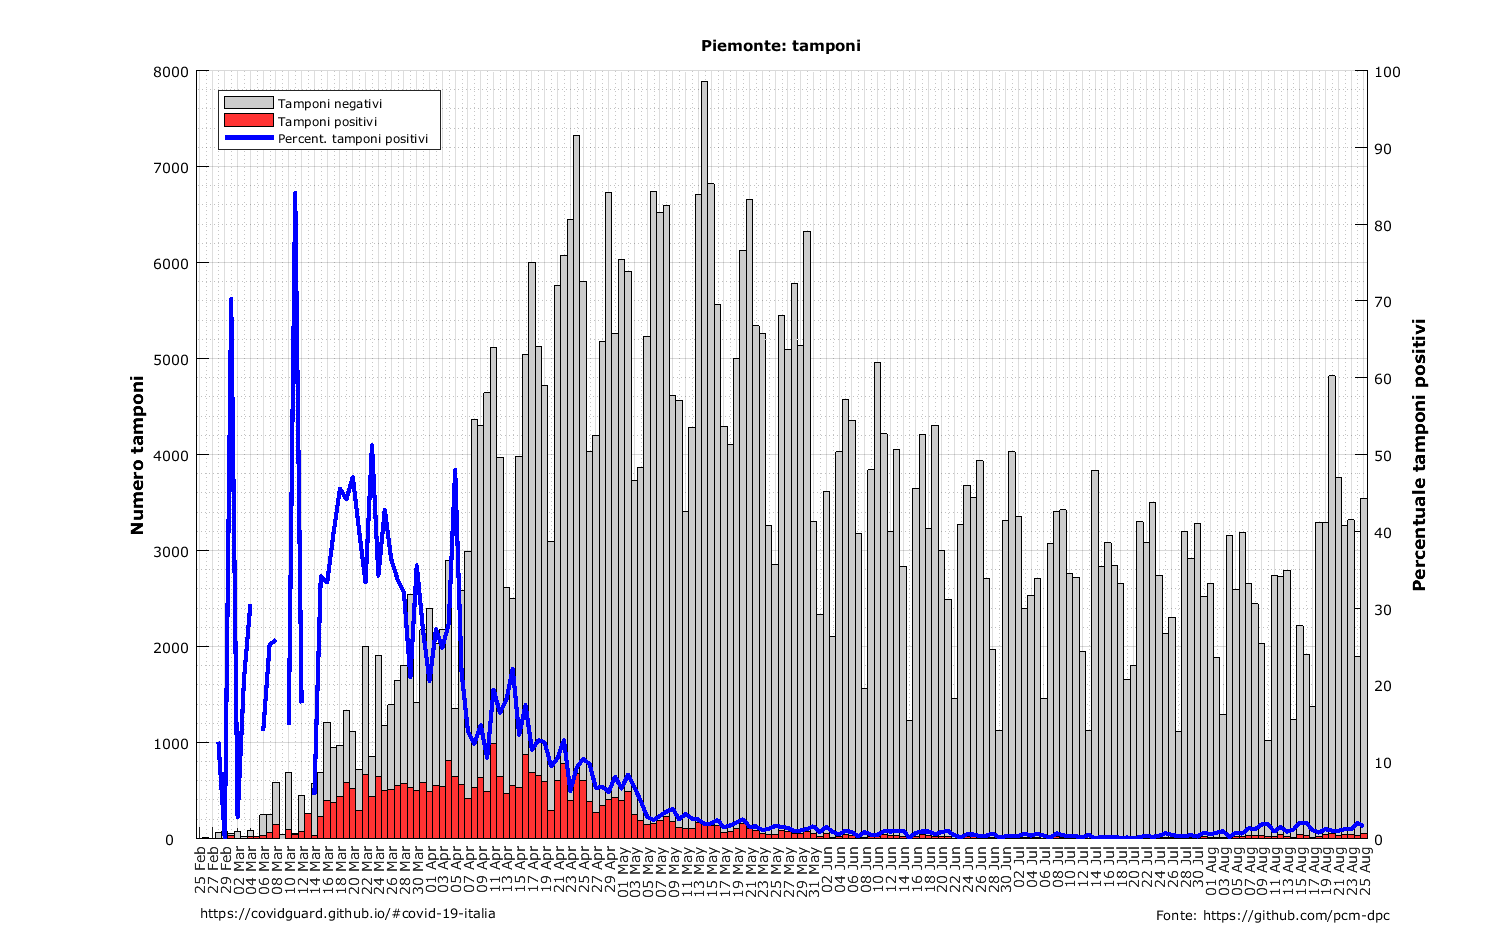 Piemonte: tamponi
Tamponi negativi
Tamponi positivi
Percent. tamponi positivi
Numero tamponi
8000
7000
6000
5000
4000
3000
2000
1000
0
Percentuale tamponi positivi
100
90
80
70
60
50
40
30
20
10
0
25 Feb
27 Feb
29 Feb
02 Mar
04 Mar
06 Mar
08 Mar
10 Mar
12 Mar
14 Mar
16 Mar
18 Mar
20 Mar
22 Mar
24 Mar
26 Mar
28 Mar
30 Mar
01 Apr
03 Apr
05 Apr
07 Apr
09 Apr
11 Apr
13 Apr
15 Apr
17 Apr
19 Apr
21 Apr
23 Apr
25 Apr
27 Apr
29 Apr
01 May
03 May
05 May
07 May
09 May
11 May
13 May
15 May
17 May
19 May
21 May
23 May
25 May
27 May
29 May
31 May
02 Jun
04 Jun
06 Jun
08 Jun
10 Jun
12 Jun
14 Jun
16 Jun
18 Jun
20 Jun
22 Jun
24 Jun
26 Jun
28 Jun
30 Jun
02 Jul
04 Jul
06 Jul
08 Jul
10 Jul
12 Jul
14 Jul
16 Jul
18 Jul
20 Jul
22 Jul
24 Jul
26 Jul
28 Jul
30 Jul
01 Aug
03 Aug
05 Aug
07 Aug
09 Aug
11 Aug
13 Aug
15 Aug
17 Aug
19 Aug
21 Aug
23 Aug
25 Aug
https://covidguard.github.io/#covid-19-italia
Fonte: https://github.com/pcm-dpc